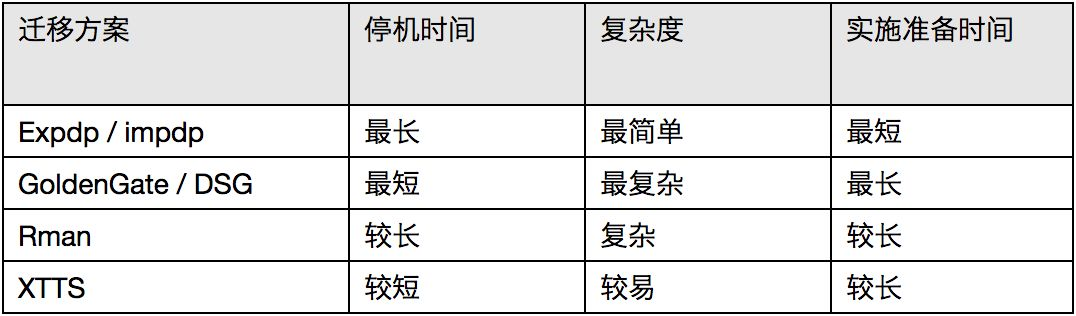 迁移方案 停机时间 复杂度 实施准备时间
Expdp / impdp 最长 最简单 最短
GoldenGate / DSG 最短 最复杂 最长
Rman 较长 复杂 较长
XTTS 较短 较易 较长